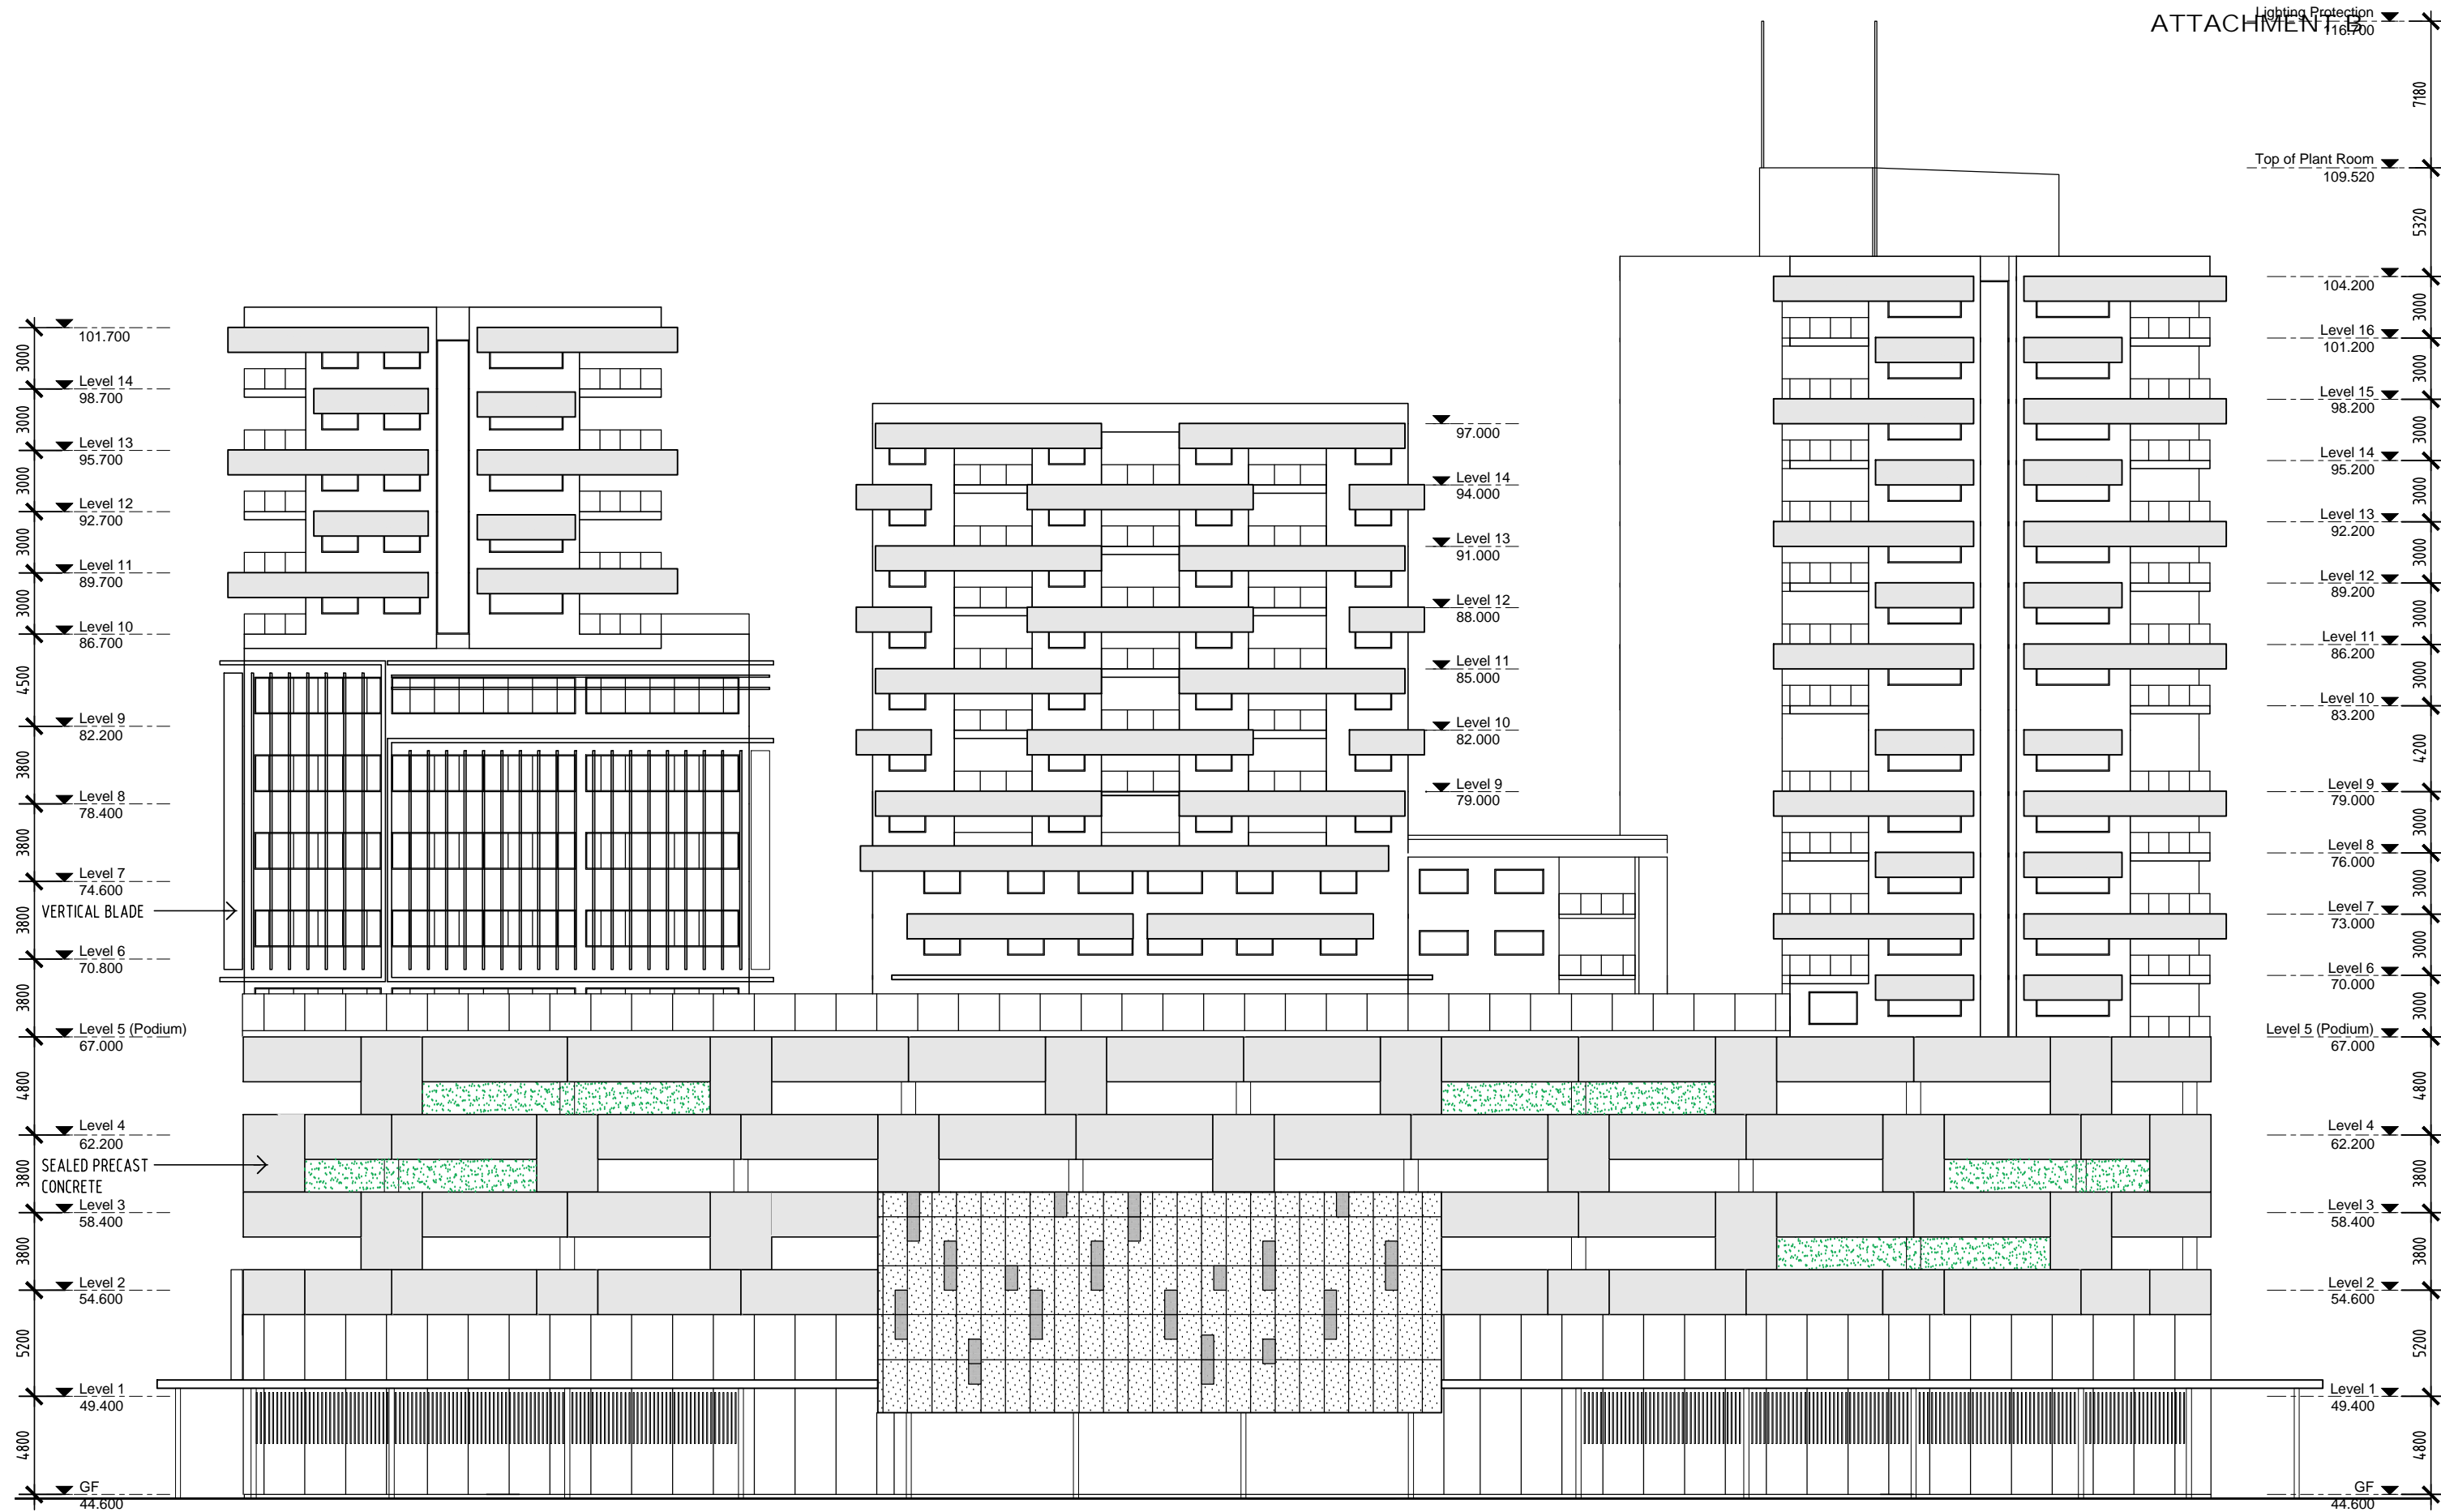 ATTACHMENT B
Lighting Protection
116.700
7180
Top of Plant Room
109.520
5320
104.200
3000
Level 16
101.200
3000
Level 15
98.200
3000
Level 14
95.200
3000
Level 13
92.200
3000
Level 12
89.200
3000
Level 11
86.200
3000
Level 10
83.200
4200
Level 9
79.000
3000
Level 8
76.000
3000
Level 7
73.000
3000
Level 6
70.000
3000
Level 5 (Podium)
67.000
4800
Level 4
62.200
3800
Level 3
58.400
3800
Level 2
54.600
5200
Level 1
49.400
4800
GF
44.600
101.700
3000
Level 14
98.700
3000
Level 13
95.700
3000
Level 12
92.700
3000
Level 11
89.700
3000
Level 10
86.700
4500
Level 9
82.200
3800
Level 8
78.400
3800
Level 7
74.600
VERTICAL BLADE
3800
Level 6
70.800
3800
Level 5 (Podium)
67.000
4800
Level 4
62.200
SEALED PRECAST
CONCRETE
3800
Level 3
58.400
3800
Level 2
54.600
5200
Level 1
49.400
4800
GF
44.600
97.000
Level 14
94.000
Level 13
91.000
Level 12
88.000
Level 11
85.000
Level 10
82.000
Level 9
79.000